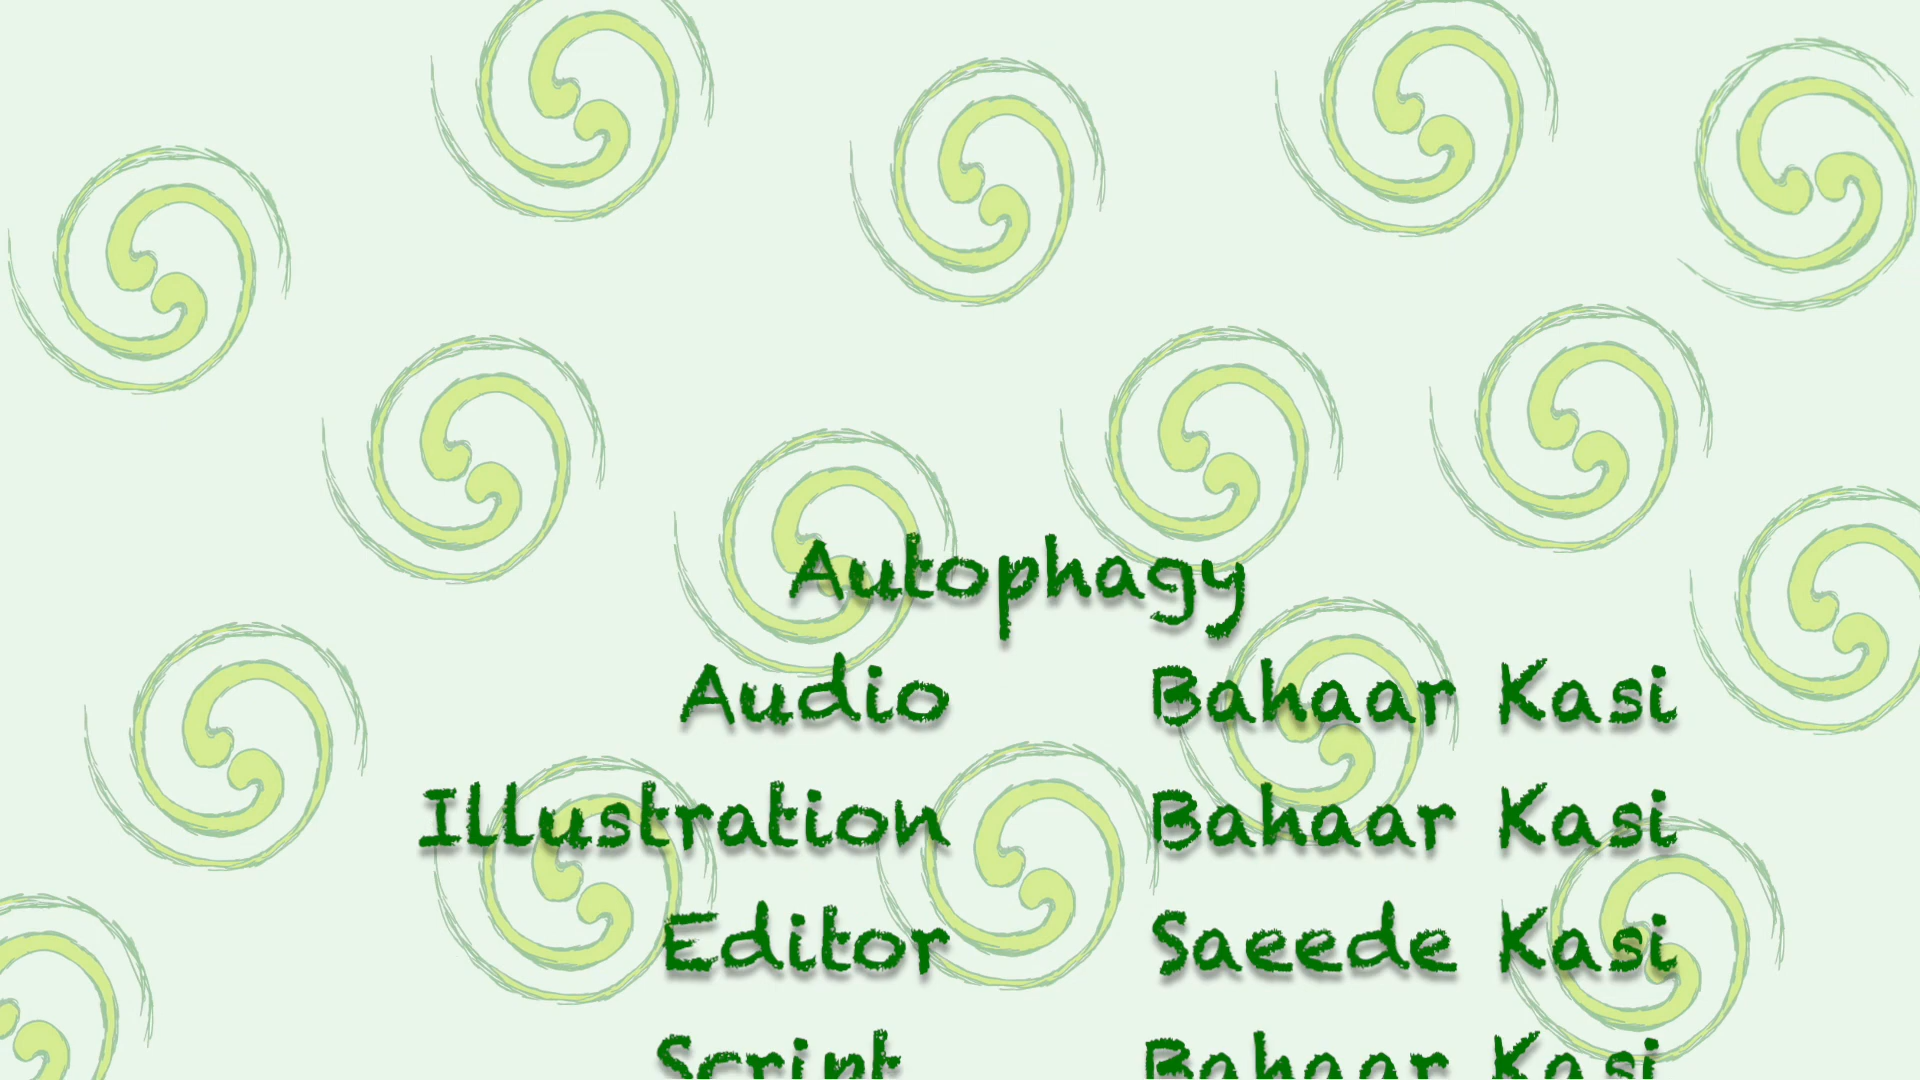 Autophagy
Audio Bahaar Kasi
Illustration Bahaar Kasi
Editor Saeede Kasi
Script Bahaar Kasi